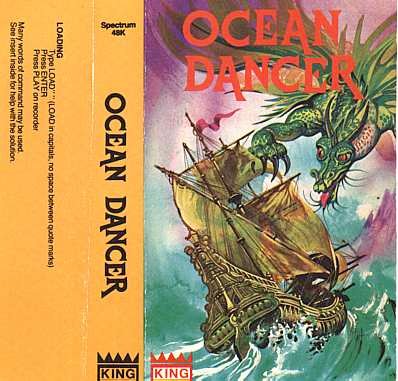 LOADING
Type LOAD"" (LOAD in capitals, no space between quote marks)
Press ENTER
Press PLAY on recorder
Many words of command may be used.
See insert inside for help with the solution.
Spectrum
48K
OCEAN DANCER
KING
OCEAN
DANCER
KING